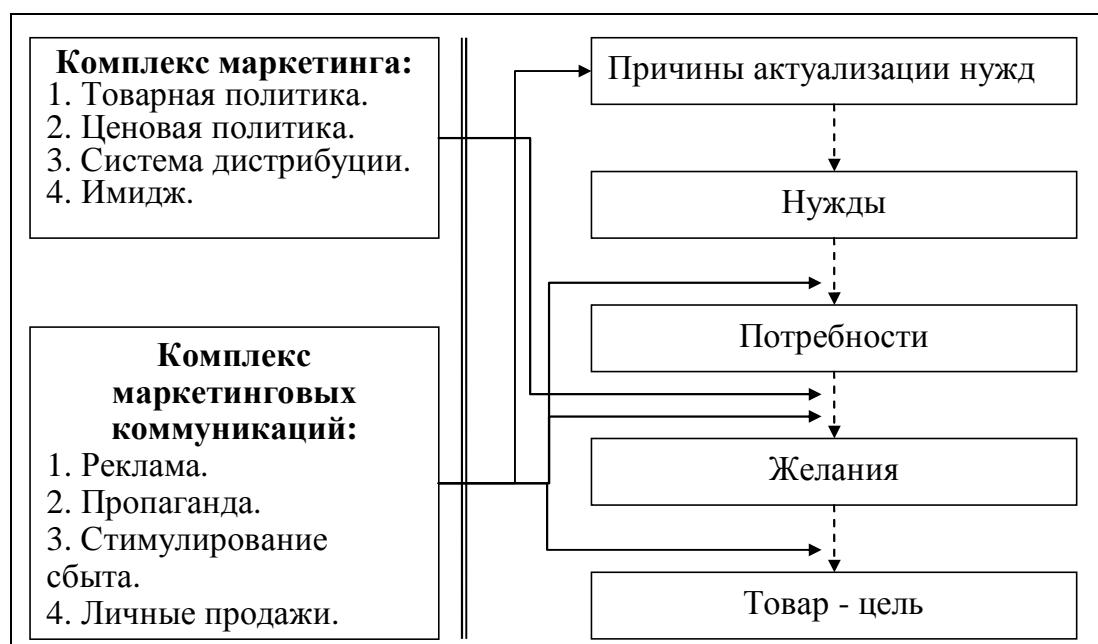 Комплекс маркетинга:
1. Товарная политика.
2. Ценовая политика.
3. Система дистрибуции.
4. Имидж.
Комплекс
маркетинговых
коммуникаций:
1. Реклама.
2. Пропаганда.
3. Стимулирование
сбыта.
4. Личные продажи.
Причины актуализации нужд
Нужды
Потребности
Желания
Товар - цель